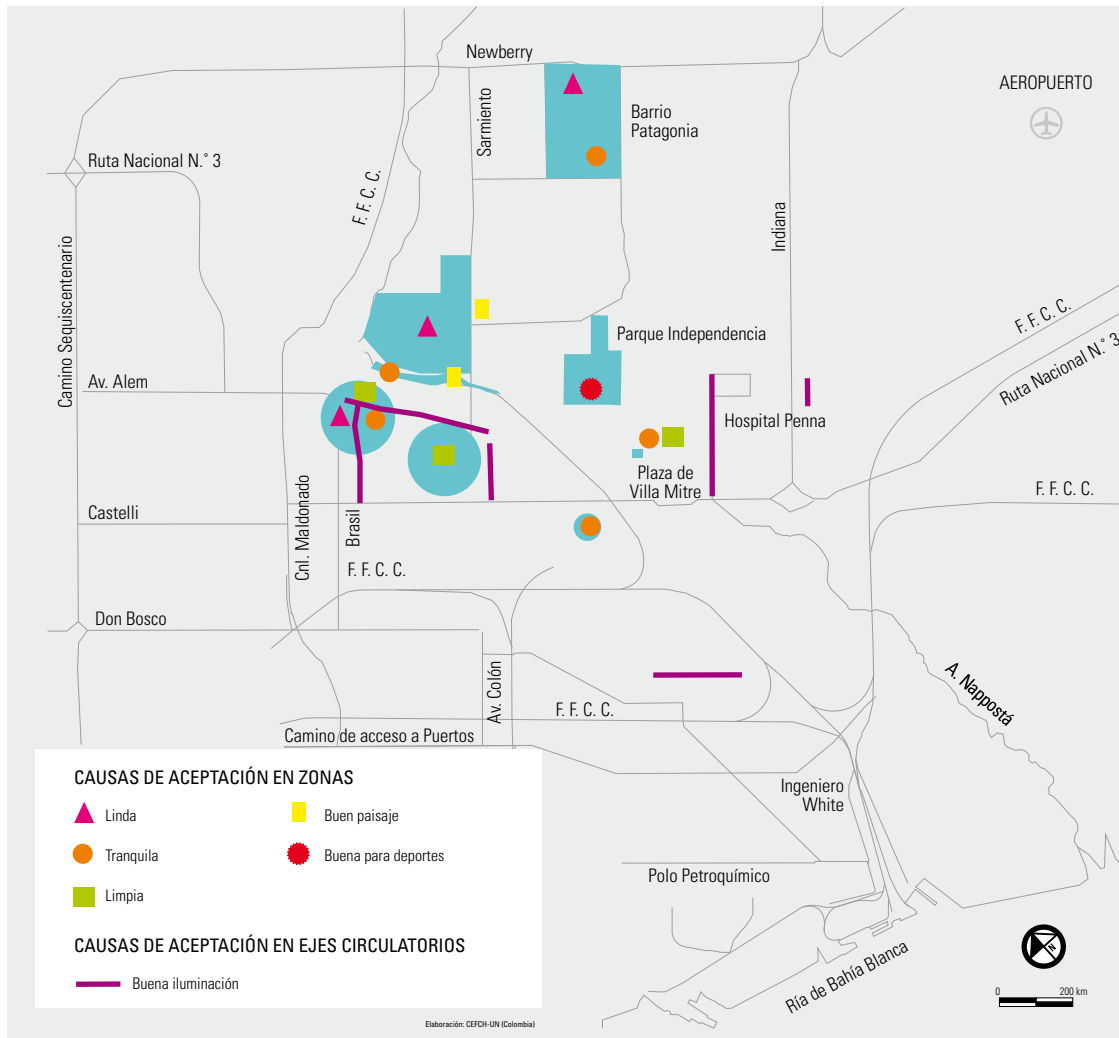 Newberry
AEROPUERTO
Sarmiento
Barrio
Patagonia
Ruta Nacional N.° 3
F. F. C. C.
Indiana
Camino Sequiscentenario
F. F. C. C.
Parque Independencia
Ruta Nacional N.° 3
Av. Alem
Hospital Penna
Plaza de
Villa Mitre
F. F. C. C.
Castelli
Cnl. Maldonado
Brasil
F. F. C. C.
Don Bosco
Av. Colón
A. Nappostá
F. F. C. C.
Camino de acceso a Puertos
Ingeniero
White
Polo Petroquímico
Ría de Bahía Blanca
CAUSAS DE ACEPTACIÓN EN ZONAS
Linda
Buen paisaje
Tranquila
Buena para deportes
Limpia
CAUSAS DE ACEPTACIÓN EN EJES CIRCULATORIOS
Buena iluminación
N
0 200 km
Elaboración: CEFCH-UN (Colombia)